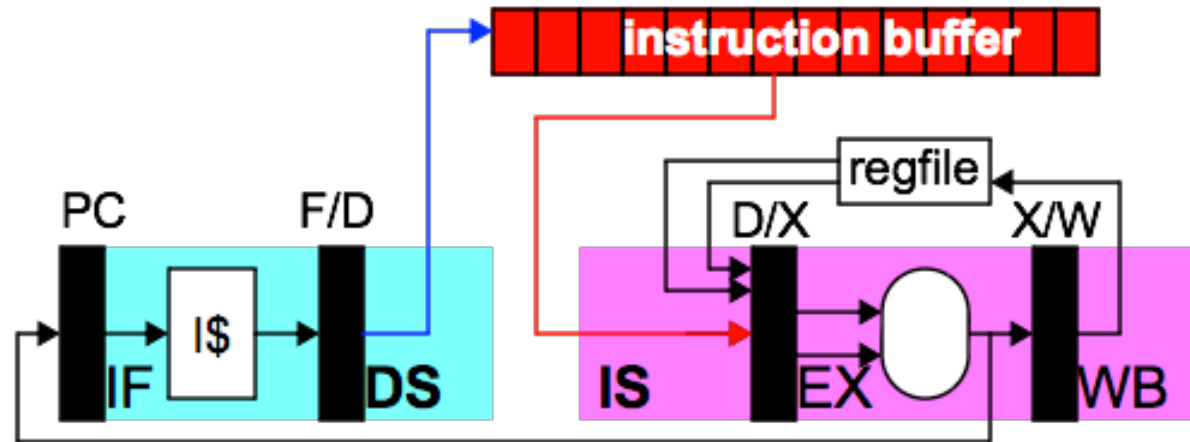 instruction buffer
regfile
PC
F/D
D/X
X/W
I$
IF
DS
IS
EX
WB